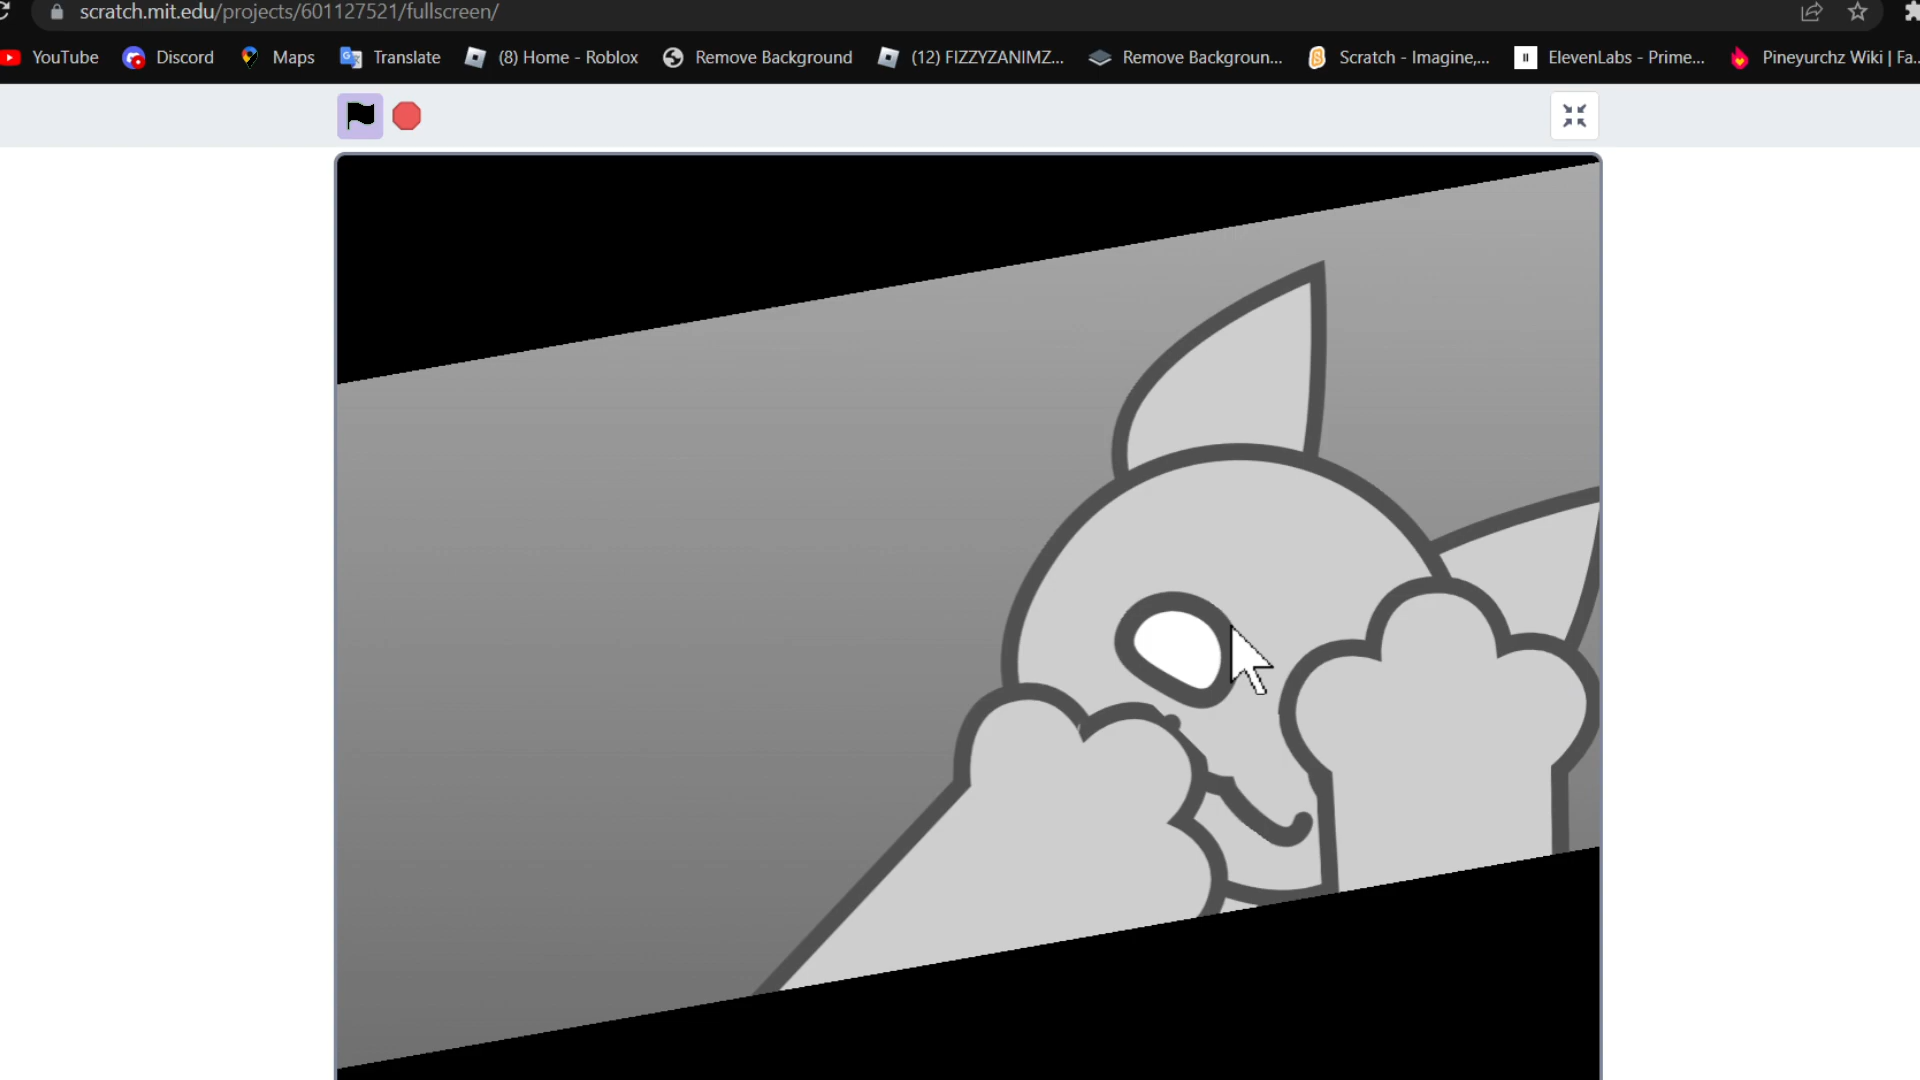 scratch.mit.edu/projects/601127521/fullscreen/
YouTube Discord Maps Translate (8) Home - Roblox Remove Background (12) FIZZYZANIMZ... Remove Backgroun... Scratch - Imagine,... ElevenLabs - Prime... Pineyurchz Wiki | Fa...